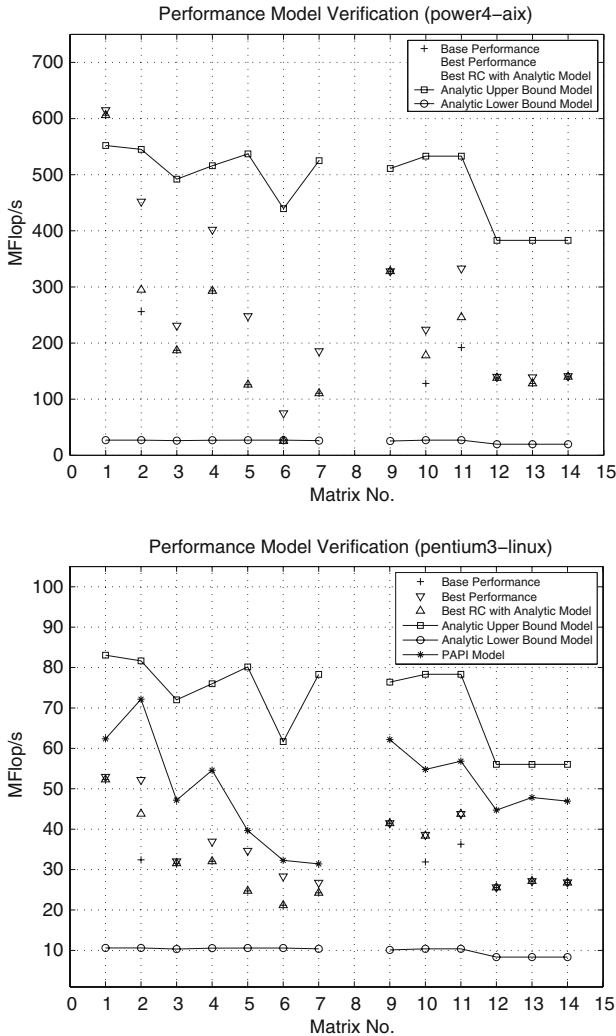 Performance Model Verification (power4−aix)
Base Performance
Best Performance
Best RC with Analytic Model
Analytic Upper Bound Model
Analytic Lower Bound Model
700
600
500
400
300
200
100
0
MFlop/s
0 1 2 3 4 5 6 7 8 9 10 11 12 13 14 15
Matrix No.
Performance Model Verification (pentium3−linux)
Base Performance
Best Performance
Best RC with Analytic Model
Analytic Upper Bound Model
Analytic Lower Bound Model
PAPI Model
100
90
80
70
60
50
40
30
20
10
MFlop/s
0 1 2 3 4 5 6 7 8 9 10 11 12 13 14 15
Matrix No.